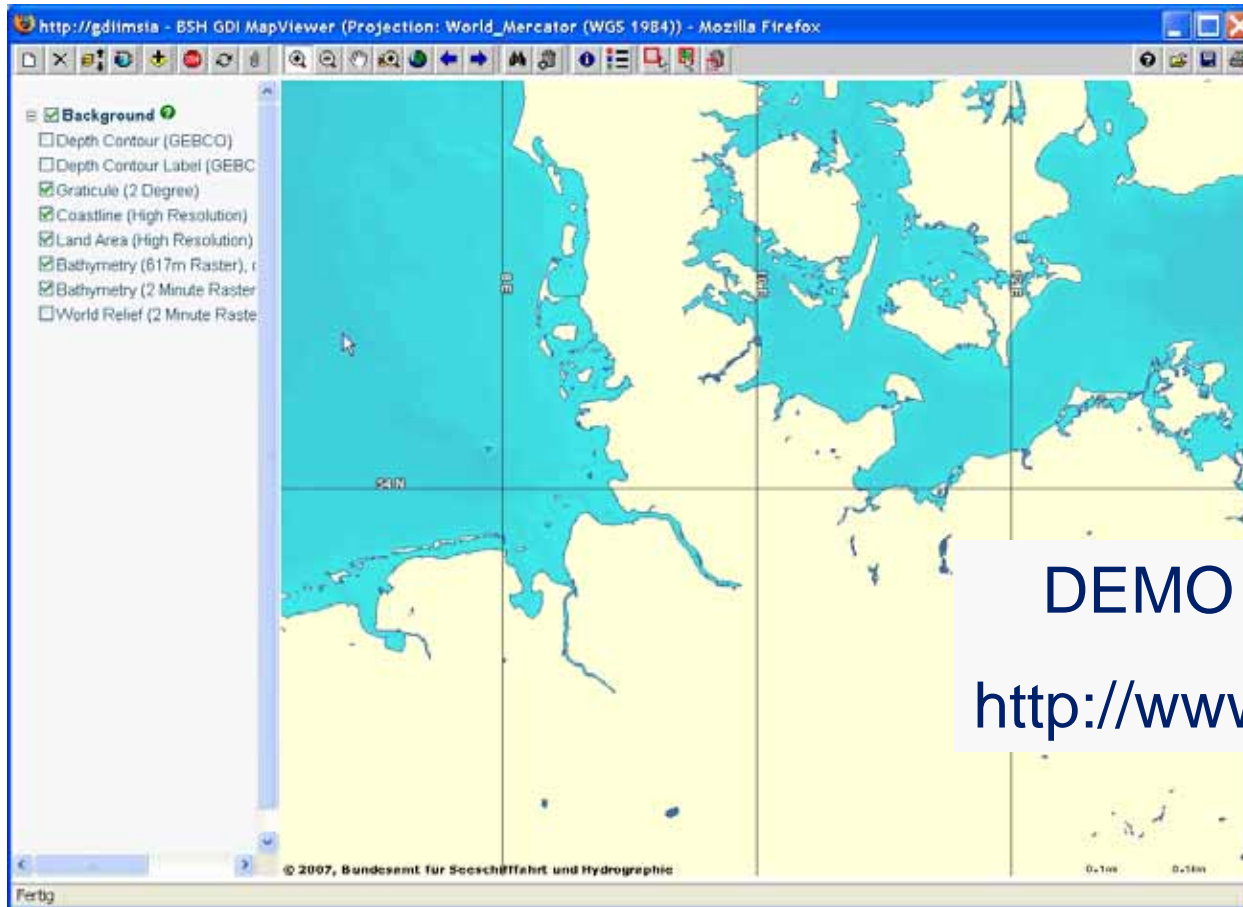 http://gdiimsia - BSH GDI MapViewer (Projection: World_Mercator (WGS 1984)) - Mozilla Firefox
Background
Depth Contour (GEBCO)
Depth Contour Label (GEBC
Graticule (2 Degree)
Coastline (High Resolution)
Land Area (High Resolution)
Bathymetry (617m Raster), c
Bathymetry (2 Minute Raster
World Relief (2 Minute Raste
54 N
DEMO
http://www
© 2007, Bundesamt für Seeschifffahrt und Hydrographie
Fertig